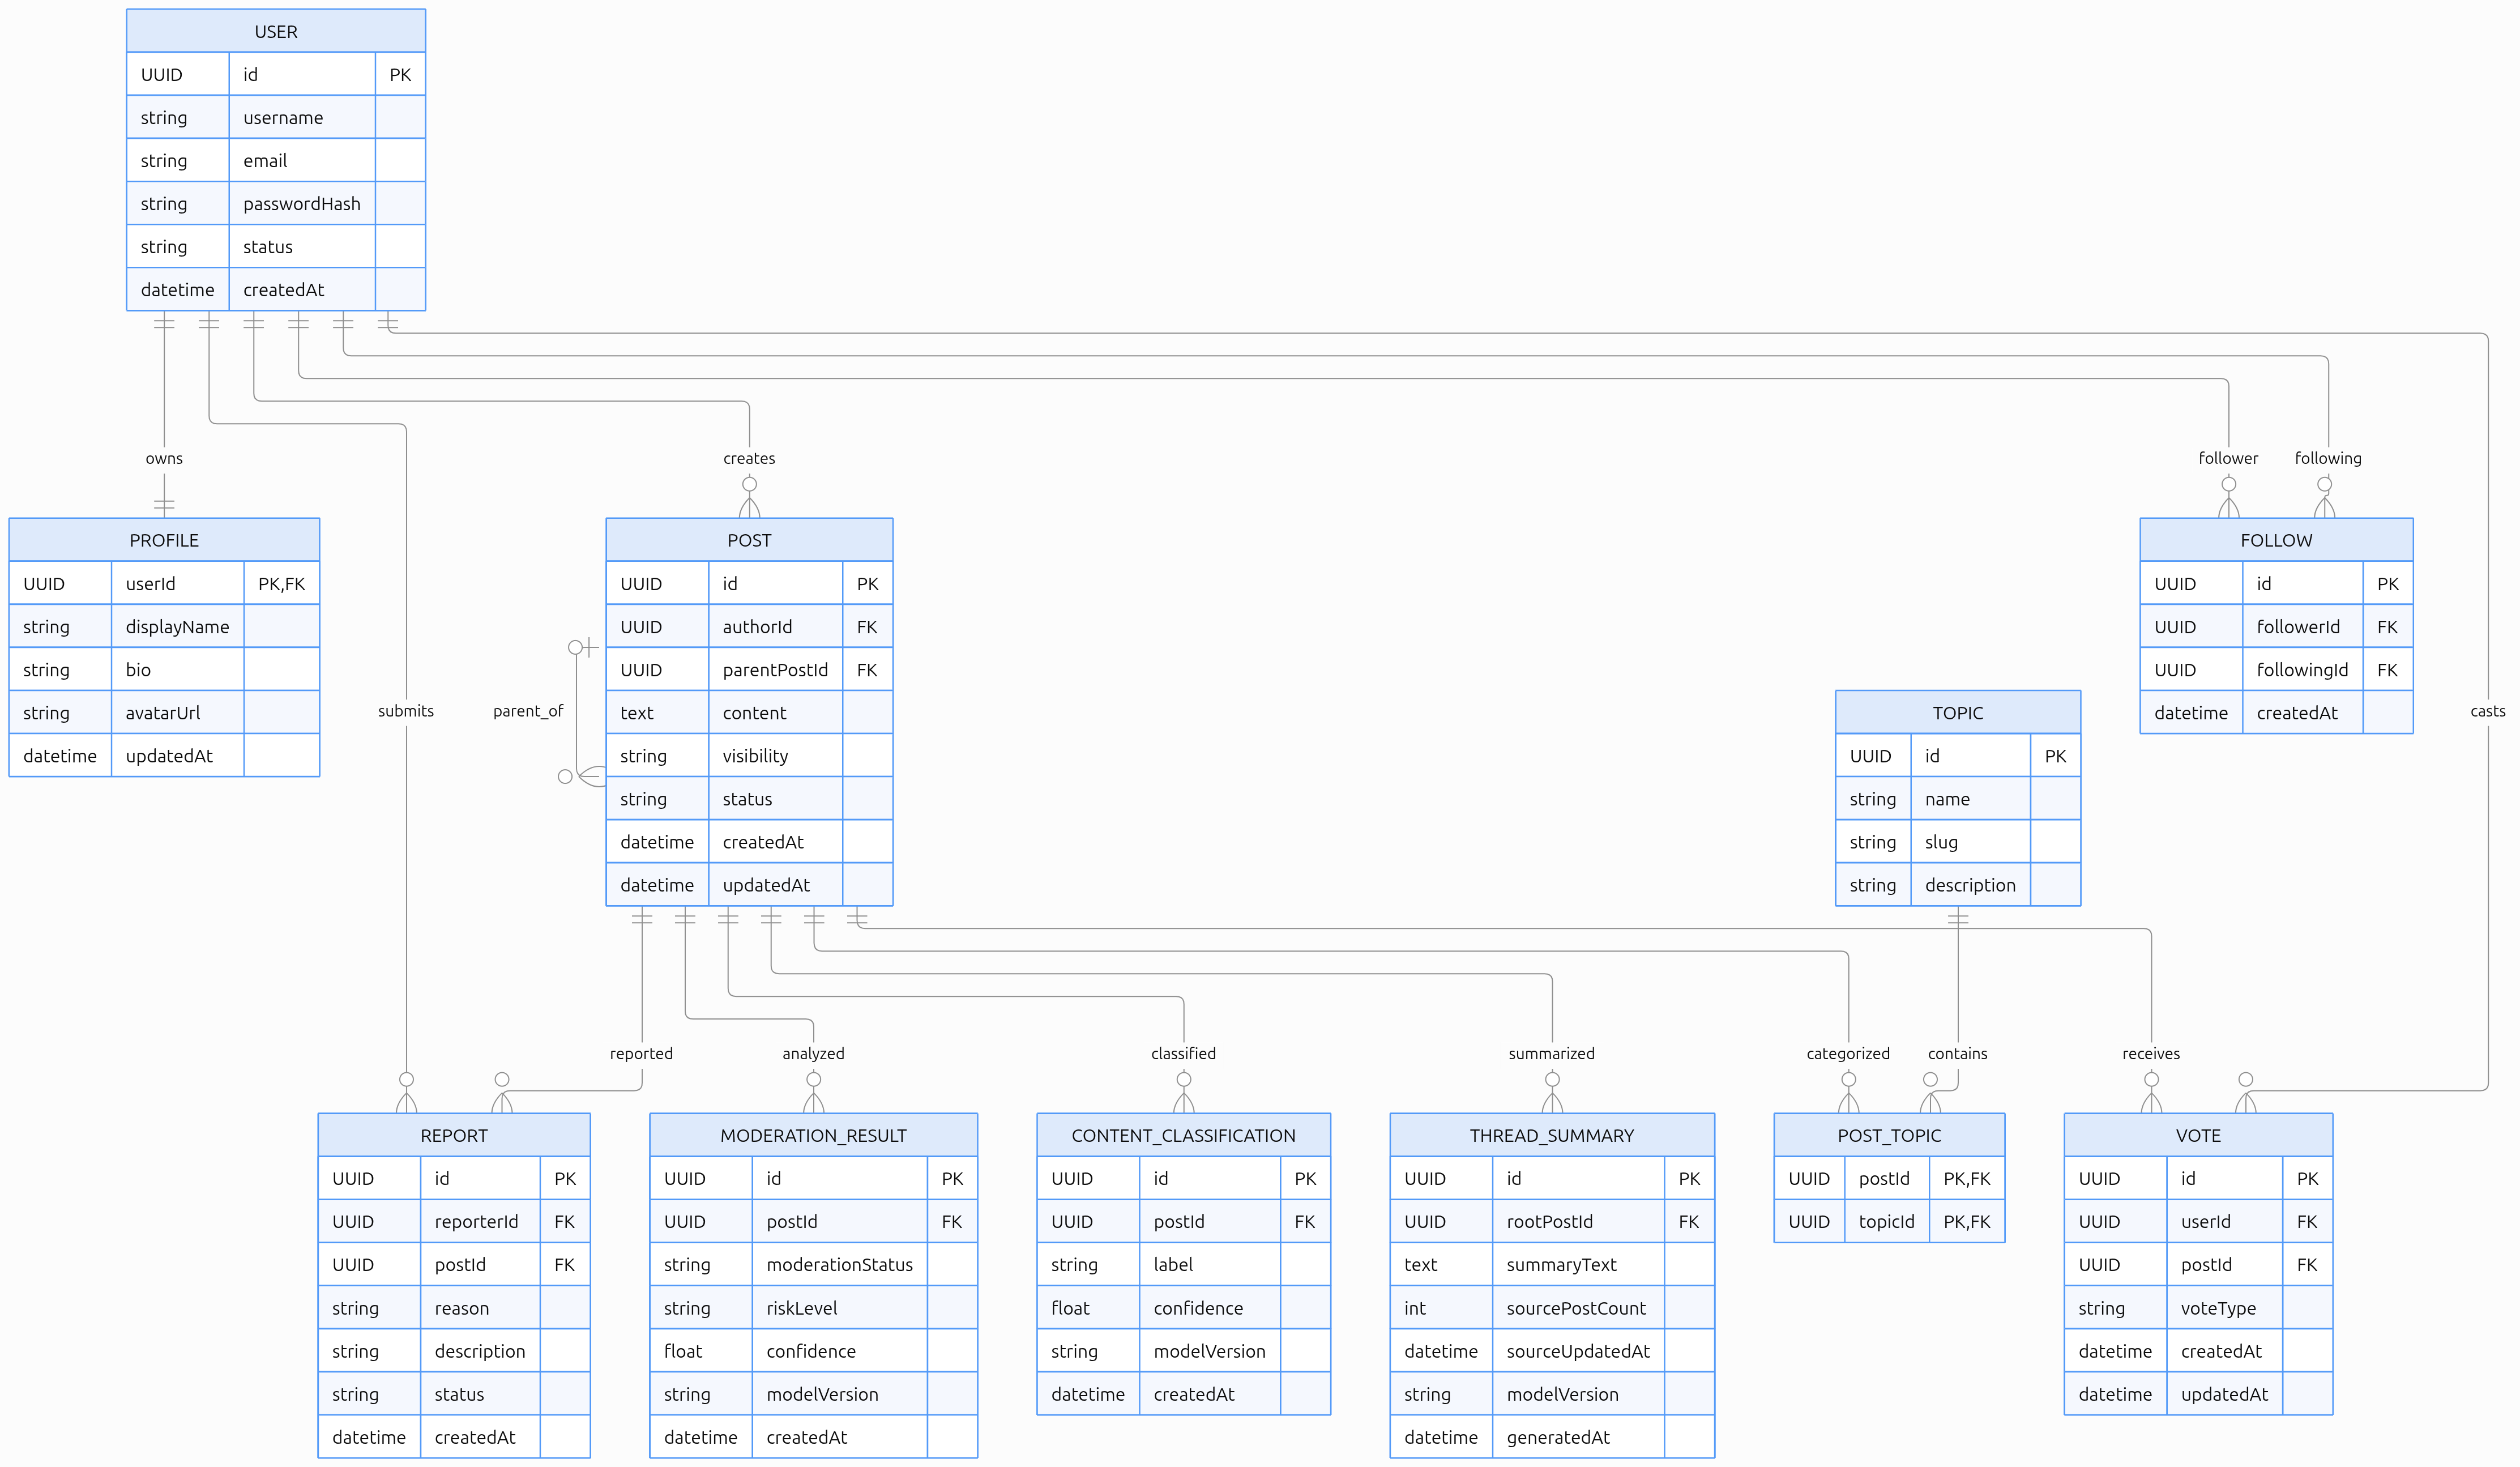 USER
UUID id PK
string username
string email
string passwordHash
string status
datetime createdAt
owns
creates
follower
following
PROFILE
UUID userId PK,FK
string displayName
string bio
string avatarUrl
datetime updatedAt
submits
parent_of
POST
UUID id PK
UUID authorId FK
UUID parentPostId FK
text content
string visibility
string status
datetime createdAt
datetime updatedAt
TOPIC
UUID id PK
string name
string slug
string description
FOLLOW
UUID id PK
UUID followerId FK
UUID followingId FK
datetime createdAt
casts
reported
analyzed
classified
summarized
categorized
contains
receives
REPORT
UUID id PK
UUID reporterId FK
UUID postId FK
string reason
string description
string status
datetime createdAt
MODERATION_RESULT
UUID id PK
UUID postId FK
string moderationStatus
string riskLevel
float confidence
string modelVersion
datetime createdAt
CONTENT_CLASSIFICATION
UUID id PK
UUID postId FK
string label
float confidence
string modelVersion
datetime createdAt
THREAD_SUMMARY
UUID id PK
UUID rootPostId FK
text summaryText
int sourcePostCount
datetime sourceUpdatedAt
string modelVersion
datetime generatedAt
POST_TOPIC
UUID postId PK,FK
UUID topicId PK,FK
VOTE
UUID id PK
UUID userId FK
UUID postId FK
string voteType
datetime createdAt
datetime updatedAt